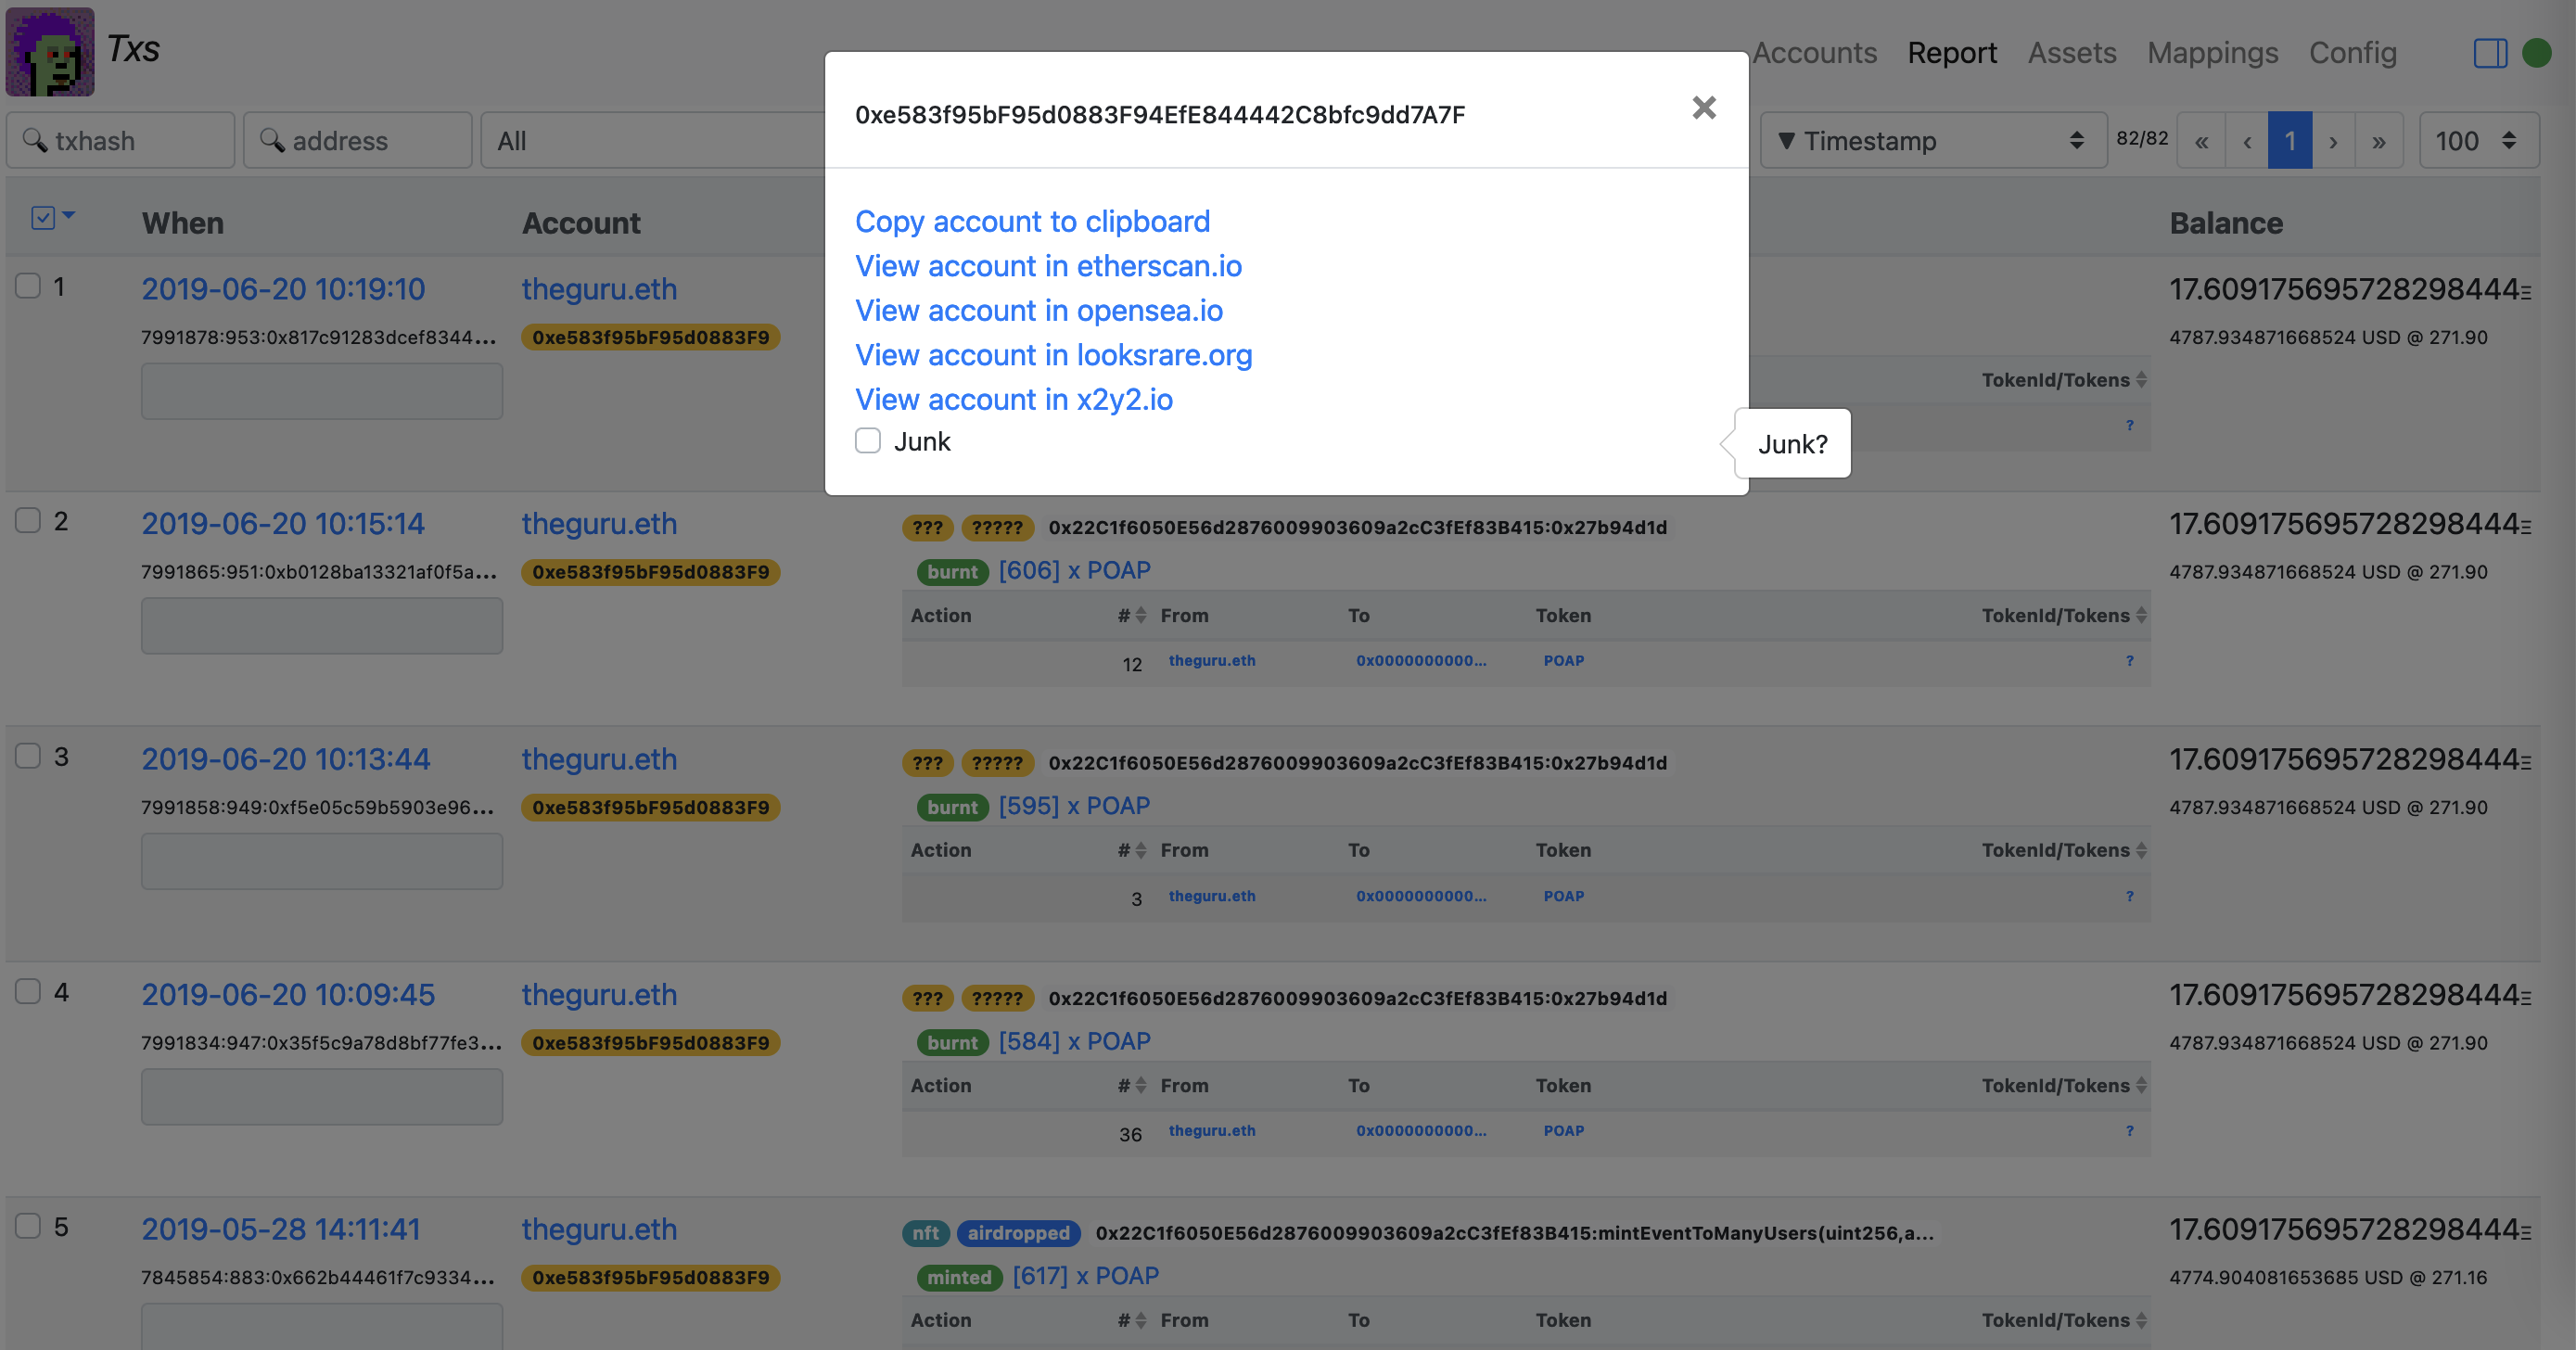 Txs
Accounts Report Assets Mappings Config
txhash address All ▼ Timestamp 82/82 « ‹ 1 › » 100
0xe583f95bF95d0883F94EfE844442C8bfc9dd7A7F ×
Copy account to clipboard
View account in etherscan.io
View account in opensea.io
View account in looksrare.org
View account in x2y2.io
Junk
Junk?
When Account Balance
1 2019-06-20 10:19:10 theguru.eth 17.609175695728298444Ξ
7991878:953:0x817c91283dcef8344... 0xe583f95bF95d0883F9 4787.934871668524 USD @ 271.90
TokenId/Tokens
?
2 2019-06-20 10:15:14 theguru.eth ??? ????? 0x22C1f6050E56d2876009903609a2cC3fEf83B415:0x27b94d1d 17.609175695728298444Ξ
7991865:951:0xb0128ba13321af0f5a... 0xe583f95bF95d0883F9 burnt [606] x POAP 4787.934871668524 USD @ 271.90
Action # From To Token TokenId/Tokens
12 theguru.eth 0x0000000000... POAP ?
3 2019-06-20 10:13:44 theguru.eth ??? ????? 0x22C1f6050E56d2876009903609a2cC3fEf83B415:0x27b94d1d 17.609175695728298444Ξ
7991858:949:0xf5e05c59b5903e96... 0xe583f95bF95d0883F9 burnt [595] x POAP 4787.934871668524 USD @ 271.90
Action # From To Token TokenId/Tokens
3 theguru.eth 0x0000000000... POAP ?
4 2019-06-20 10:09:45 theguru.eth ??? ????? 0x22C1f6050E56d2876009903609a2cC3fEf83B415:0x27b94d1d 17.609175695728298444Ξ
7991834:947:0x35f5c9a78d8bf77fe3... 0xe583f95bF95d0883F9 burnt [584] x POAP 4787.934871668524 USD @ 271.90
Action # From To Token TokenId/Tokens
36 theguru.eth 0x0000000000... POAP ?
5 2019-05-28 14:11:41 theguru.eth nft airdropped 0x22C1f6050E56d2876009903609a2cC3fEf83B415:mintEventToManyUsers(uint256,a... 17.609175695728298444Ξ
7845854:883:0x662b44461f7c9334... 0xe583f95bF95d0883F9 minted [617] x POAP 4774.904081653685 USD @ 271.16
Action # From To Token TokenId/Tokens